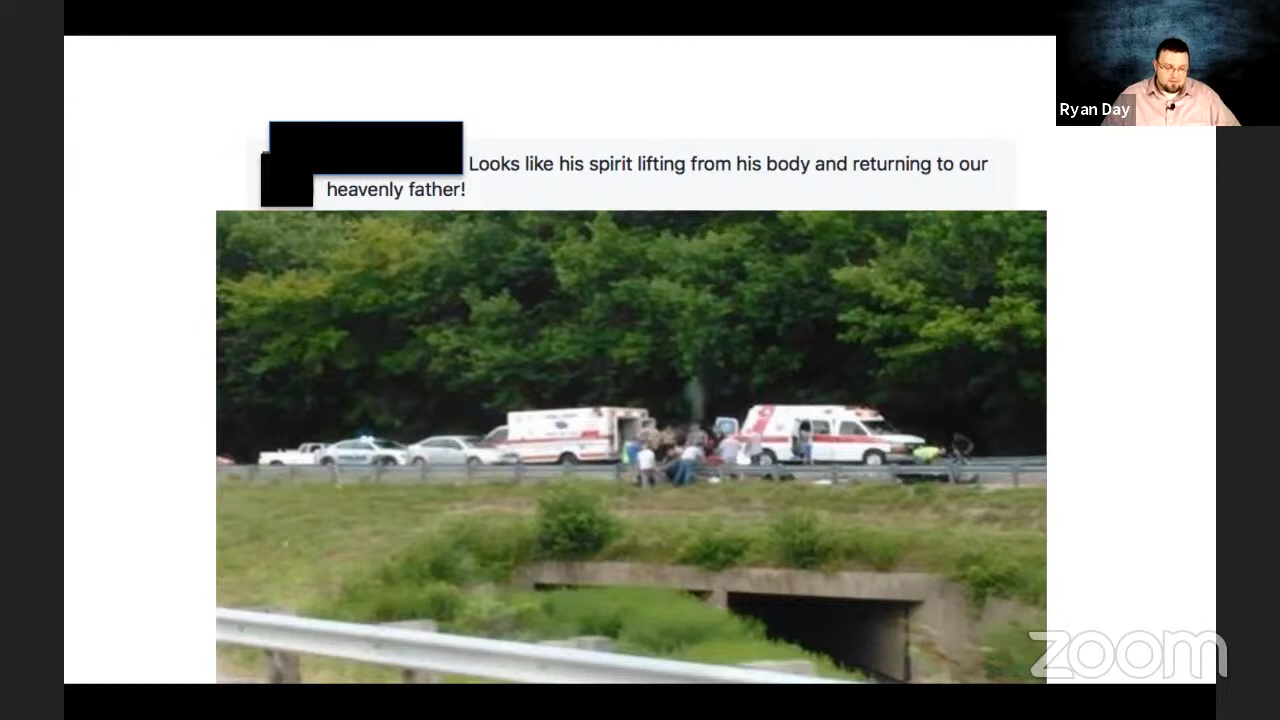 Ryan Day
Looks like his spirit lifting from his body and returning to our
heavenly father!
zoom